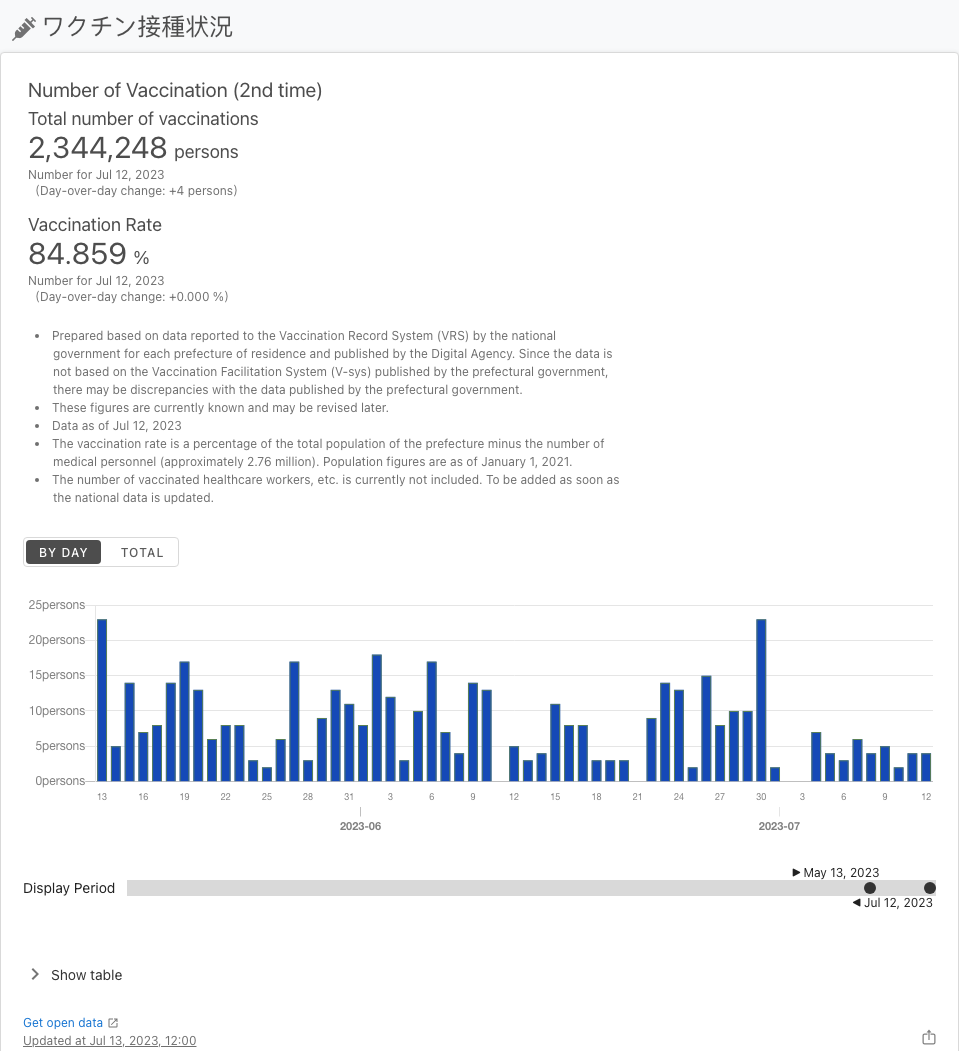 ワクチン接種状況
Number of Vaccination (2nd time)
Total number of vaccinations
2,344,248 persons
Number for Jul 12, 2023
(Day-over-day change: +4 persons)
Vaccination Rate
84.859 %
Number for Jul 12, 2023
(Day-over-day change: +0.000 %)
• Prepared based on data reported to the Vaccination Record System (VRS) by the national
government for each prefecture of residence and published by the Digital Agency. Since the data is
not based on the Vaccination Facilitation System (V-sys) published by the prefectural government,
there may be discrepancies with the data published by the prefectural government.
• These figures are currently known and may be revised later.
• Data as of Jul 12, 2023
• The vaccination rate is a percentage of the total population of the prefecture minus the number of
medical personnel (approximately 2.76 million). Population figures are as of January 1, 2021.
• The number of vaccinated healthcare workers, etc. is currently not included. To be added as soon as
the national data is updated.
BY DAY TOTAL
25persons
20persons
15persons
10persons
5persons
0persons
13 16 19 22 25 28 31 3 6 9 12 15 18 21 24 27 30 3 6 9 12
2023-06 2023-07
May 13, 2023
Display Period
Jul 12, 2023
Show table
Get open data
Updated at Jul 13, 2023, 12:00